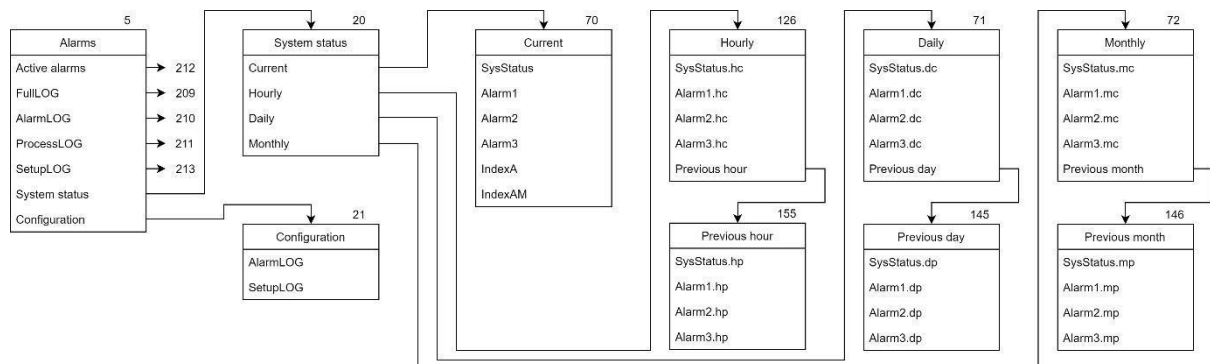 5
Alarms
Active alarms
212
FullLOG
209
AlarmLOG
210
ProcessLOG
211
SetupLOG
213
System status
Configuration
20
System status
Current
Hourly
Daily
Monthly
21
Configuration
AlarmLOG
SetupLOG
70
Current
SysStatus
Alarm1
Alarm2
Alarm3
IndexA
IndexAM
126
Hourly
SysStatus.hc
Alarm1.hc
Alarm2.hc
Alarm3.hc
Previous hour
155
Previous hour
SysStatus.hp
Alarm1.hp
Alarm2.hp
Alarm3.hp
71
Daily
SysStatus.dc
Alarm1.dc
Alarm2.dc
Alarm3.dc
Previous day
145
Previous day
SysStatus.dp
Alarm1.dp
Alarm2.dp
Alarm3.dp
72
Monthly
SysStatus.mc
Alarm1.mc
Alarm2.mc
Alarm3.mc
Previous month
146
Previous month
SysStatus.mp
Alarm1.mp
Alarm2.mp
Alarm3.mp